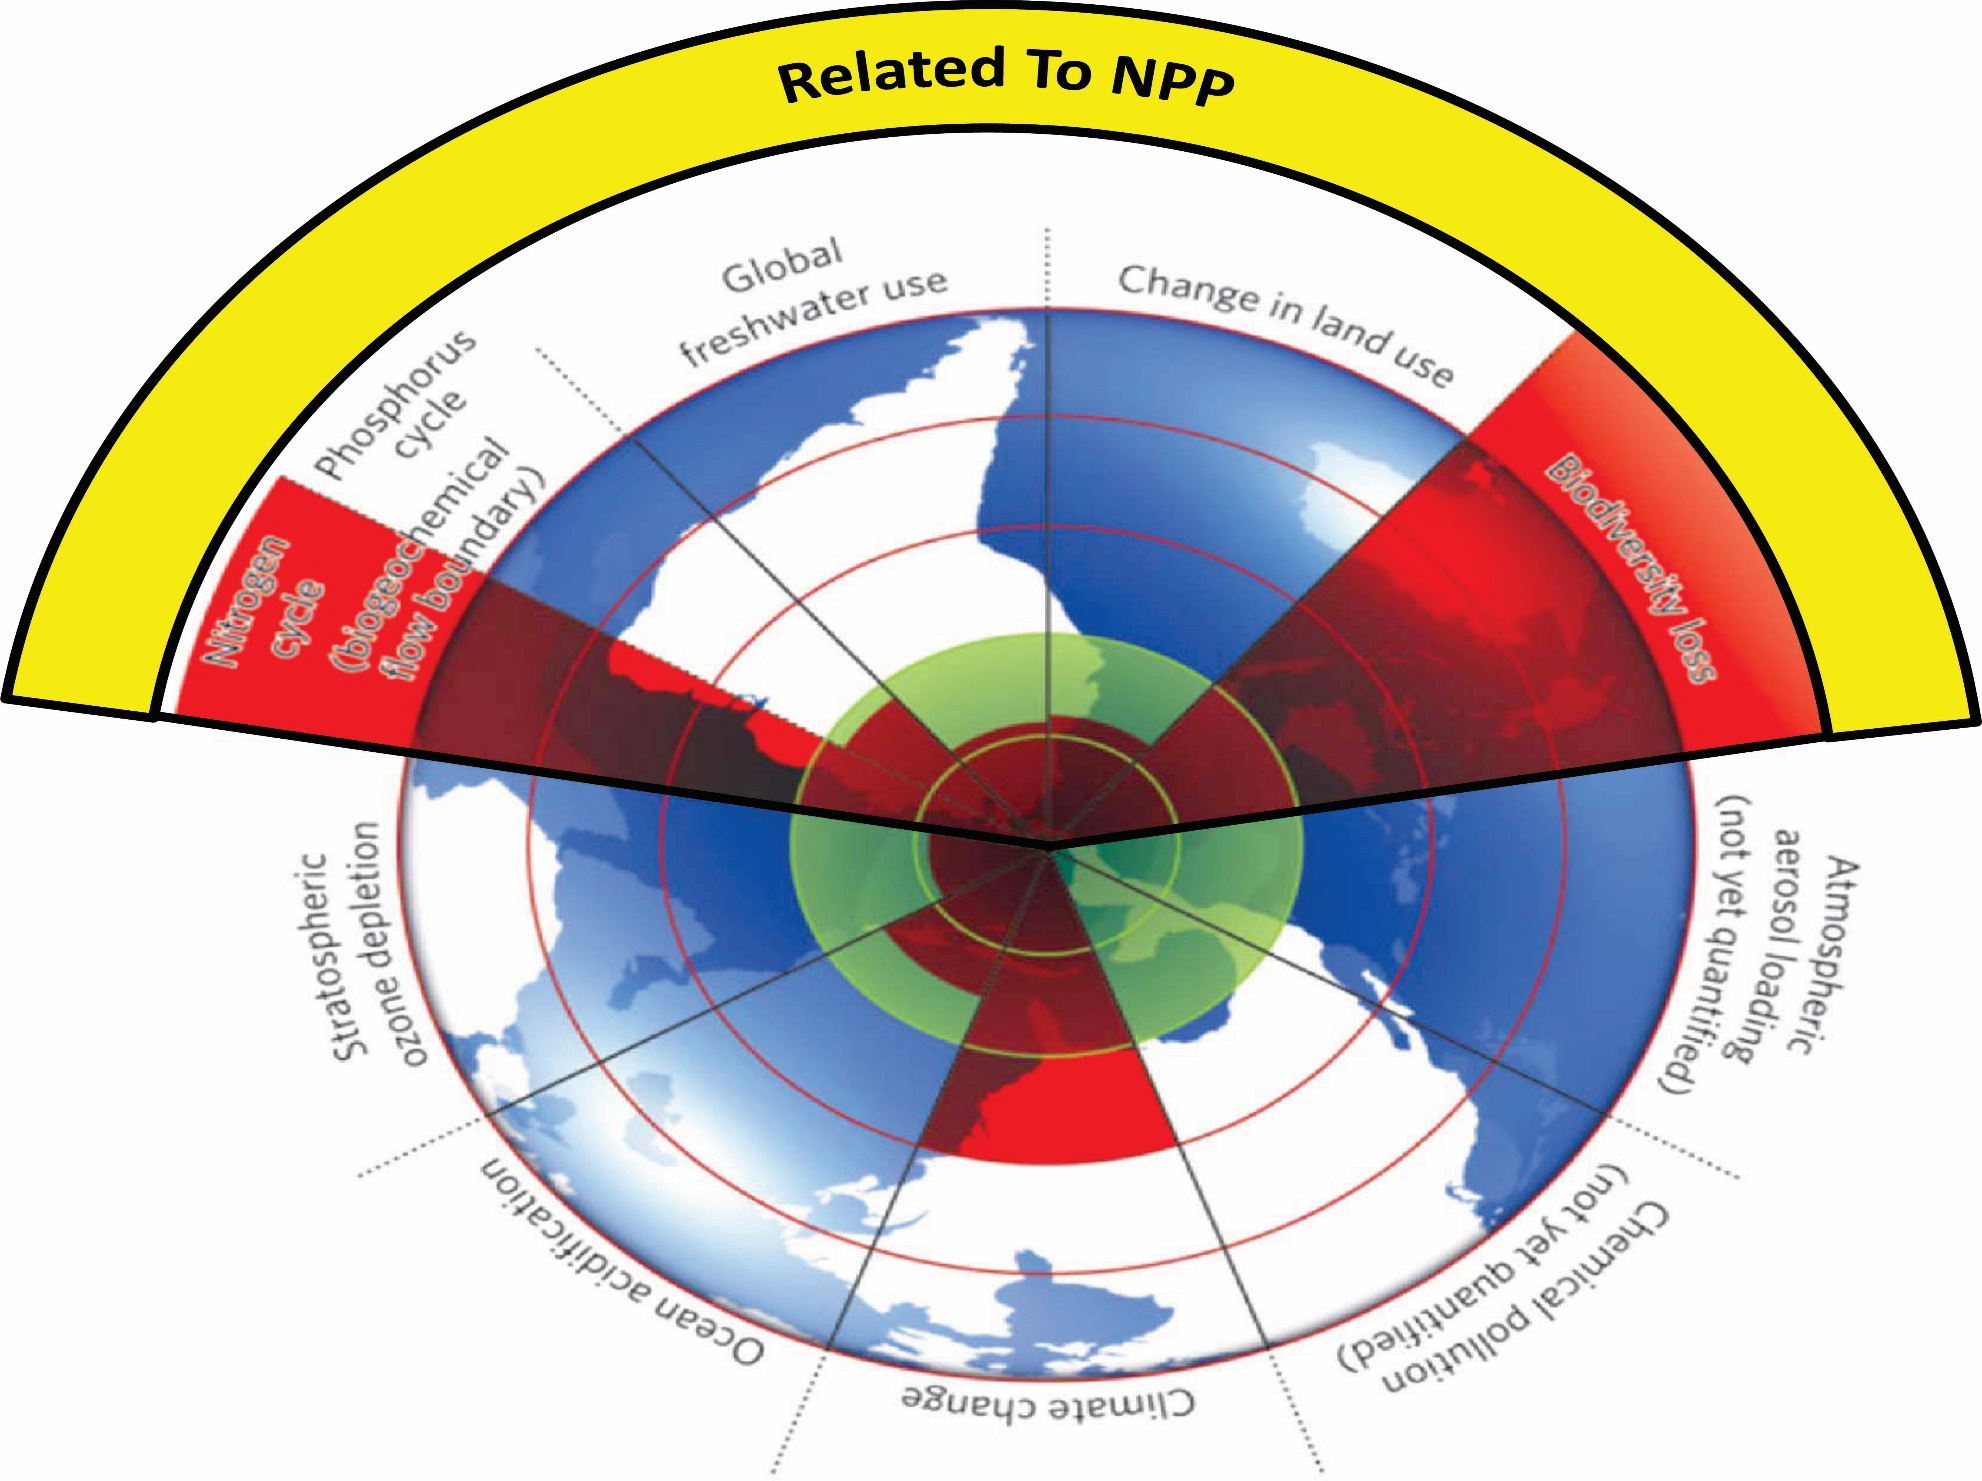 Related To NPP
Global
freshwater use
Change in land use
Phosphorus
cycle
(biogeochemical
flow boundary)
Nitrogen
cycle
Biodiversity loss
Stratospheric
ozone depletion
Atmospheric
aerosol loading
(not yet quantified)
Ocean acidification
Climate change
Chemical pollution
(not yet quantified)